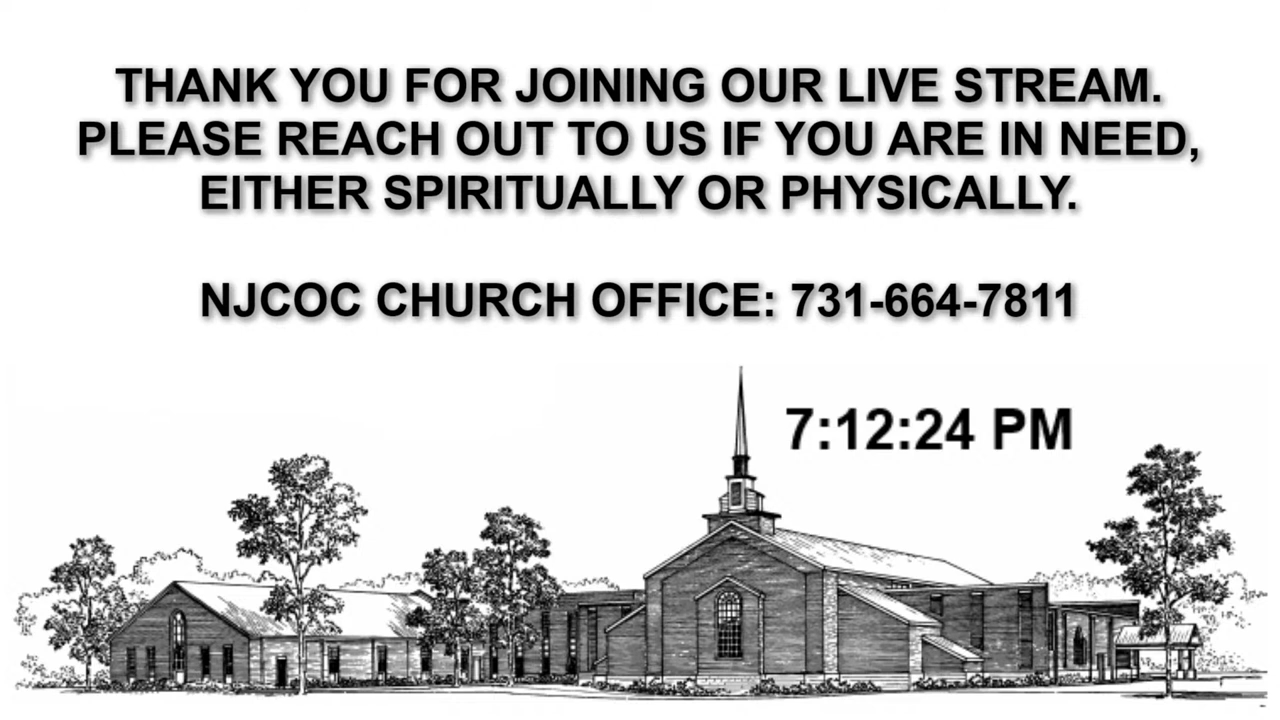 THANK YOU FOR JOINING OUR LIVE STREAM.
PLEASE REACH OUT TO US IF YOU ARE IN NEED,
EITHER SPIRITUALLY OR PHYSICALLY.
NJCOC CHURCH OFFICE: 731-664-7811
7:12:24 PM